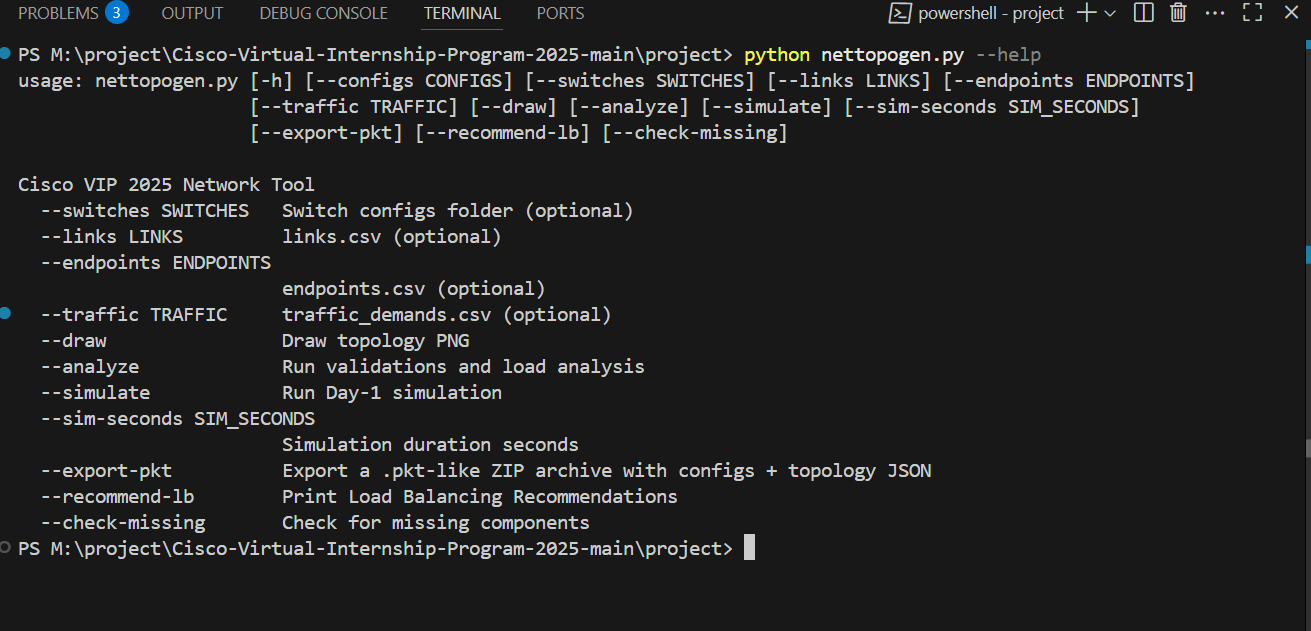 PROBLEMS 3 OUTPUT DEBUG CONSOLE TERMINAL PORTS powershell - project
PS M:\project\Cisco-Virtual-Internship-Program-2025-main\project> python nettopogen.py --help
usage: nettopogen.py [-h] [--configs CONFIGS] [--switches SWITCHES] [--links LINKS] [--endpoints ENDPOINTS]
                     [--traffic TRAFFIC] [--draw] [--analyze] [--simulate] [--sim-seconds SIM_SECONDS]
                     [--export-pkt] [--recommend-lb] [--check-missing]

Cisco VIP 2025 Network Tool
  --switches SWITCHES   Switch configs folder (optional)
  --links LINKS         links.csv (optional)
  --endpoints ENDPOINTS
                        endpoints.csv (optional)
  --traffic TRAFFIC     traffic_demands.csv (optional)
  --draw                Draw topology PNG
  --analyze             Run validations and load analysis
  --simulate            Run Day-1 simulation
  --sim-seconds SIM_SECONDS
                        Simulation duration seconds
  --export-pkt          Export a .pkt-like ZIP archive with configs + topology JSON
  --recommend-lb        Print Load Balancing Recommendations
  --check-missing       Check for missing components
PS M:\project\Cisco-Virtual-Internship-Program-2025-main\project>